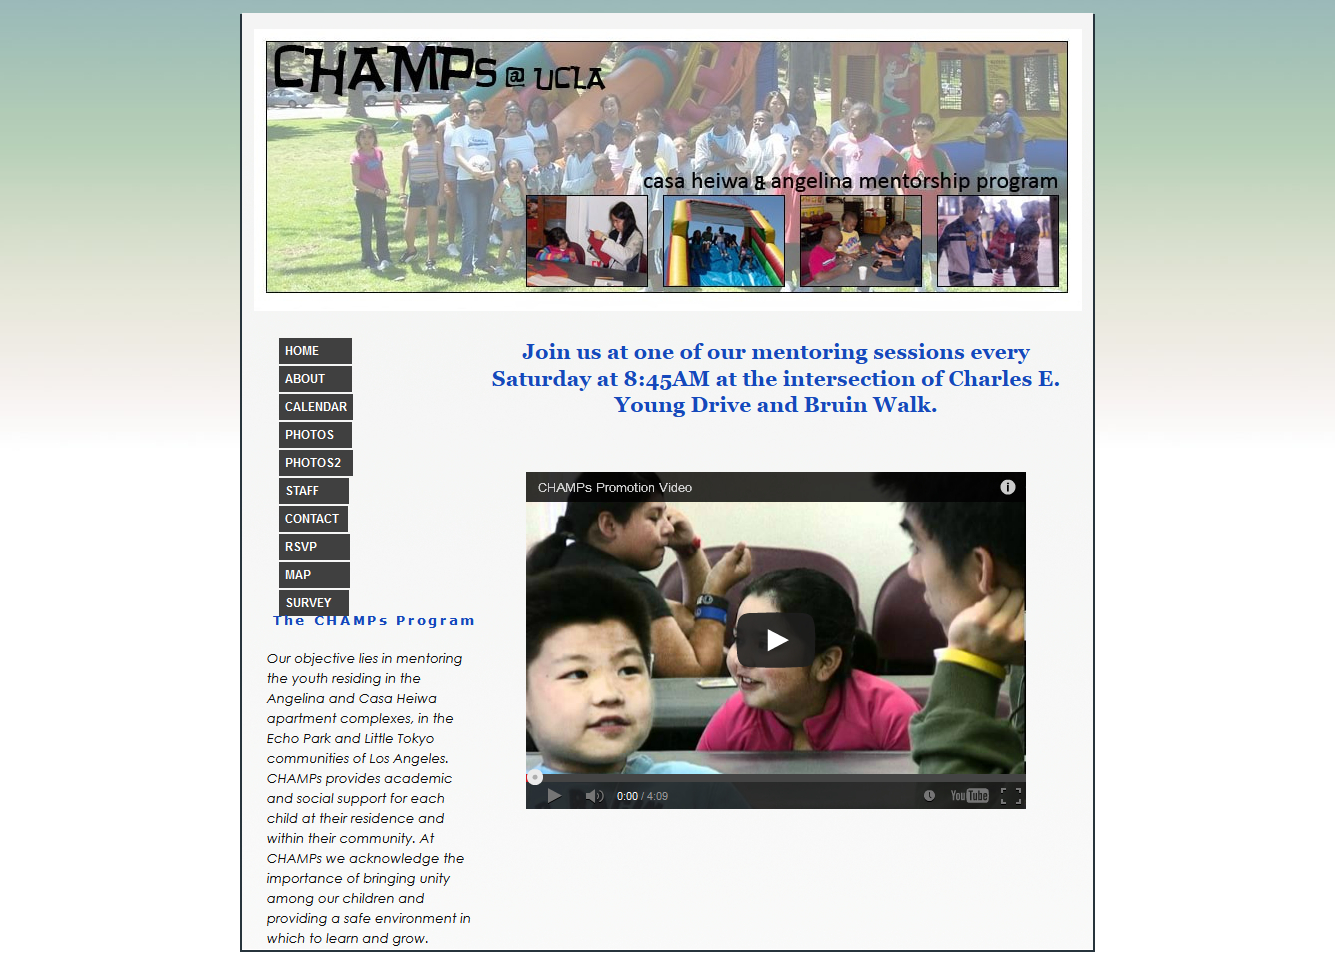 CHAMPs @ UCLA
casa heiwa & angelina mentorship program
HOME
ABOUT
CALENDAR
PHOTOS
PHOTOS2
STAFF
CONTACT
RSVP
MAP
SURVEY
The CHAMPs Program
Our objective lies in mentoring
the youth residing in the
Angelina and Casa Heiwa
apartment complexes, in the
Echo Park and Little Tokyo
communities of Los Angeles.
CHAMPs provides academic
and social support for each
child at their residence and
within their community. At
CHAMPs we acknowledge the
importance of bringing unity
among our children and
providing a safe environment in
which to learn and grow.
Join us at one of our mentoring sessions every
Saturday at 8:45AM at the intersection of Charles E.
Young Drive and Bruin Walk.
CHAMPs Promotion Video
0:00 / 4:09
YouTube